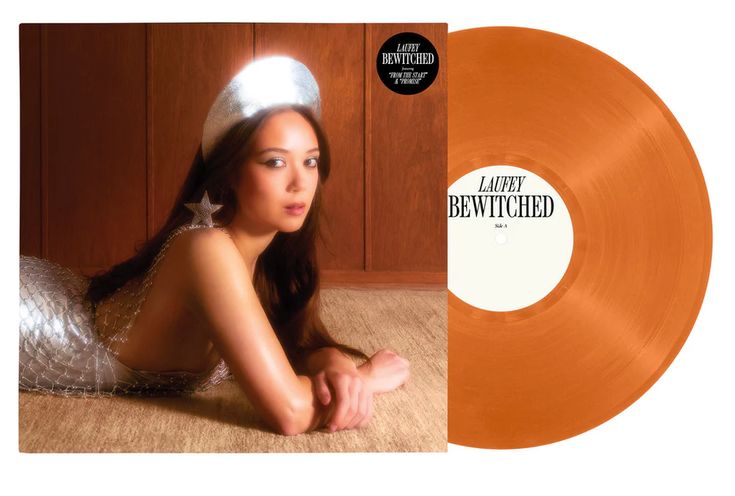 LAUFEY
BEWITCHED
featuring
"FROM THE START"
& "PROMISE"
LAUFEY
BEWITCHED
Side A